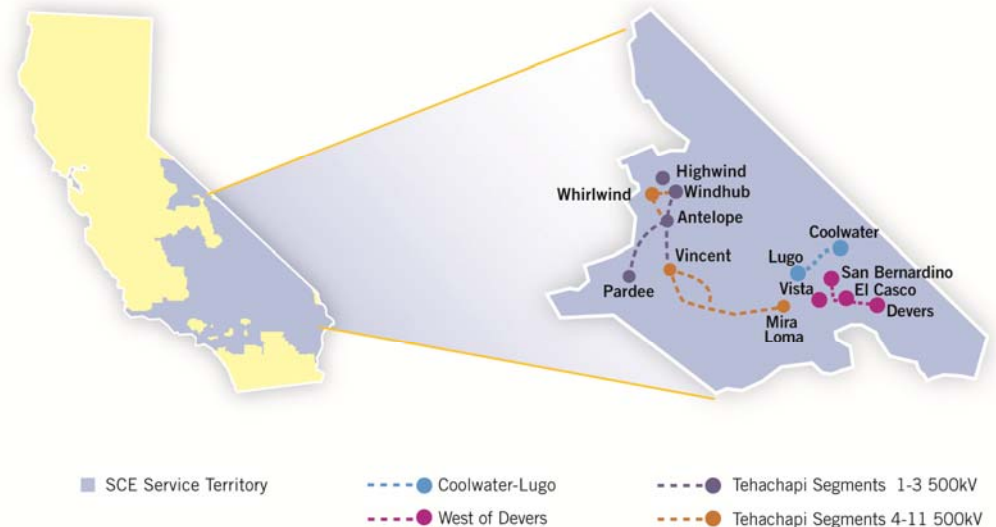 Highwind
Whirlwind
Windhub
Antelope
Coolwater
Vincent
Lugo
San Bernardino
Pardee
Vista
El Casco
Devers
Mira
Loma
SCE Service Territory
Coolwater-Lugo
Tehachapi Segments 1-3 500kV
West of Devers
Tehachapi Segments 4-11 500kV